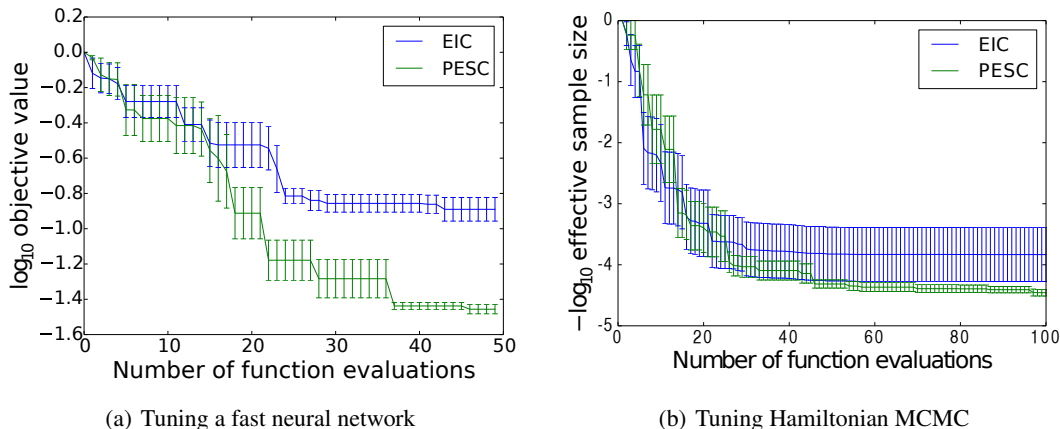 0.2
0.0
−0.2
−0.4
−0.6
−0.8
−1.0
−1.2
−1.4
−1.6
log10 objective value
EIC
PESC
0 10 20 30 40 50
Number of function evaluations
(a) Tuning a fast neural network
0
-1
-2
-3
-4
-5
−log10 effective sample size
EIC
PESC
0 20 40 60 80 100
Number of function evaluations
(b) Tuning Hamiltonian MCMC